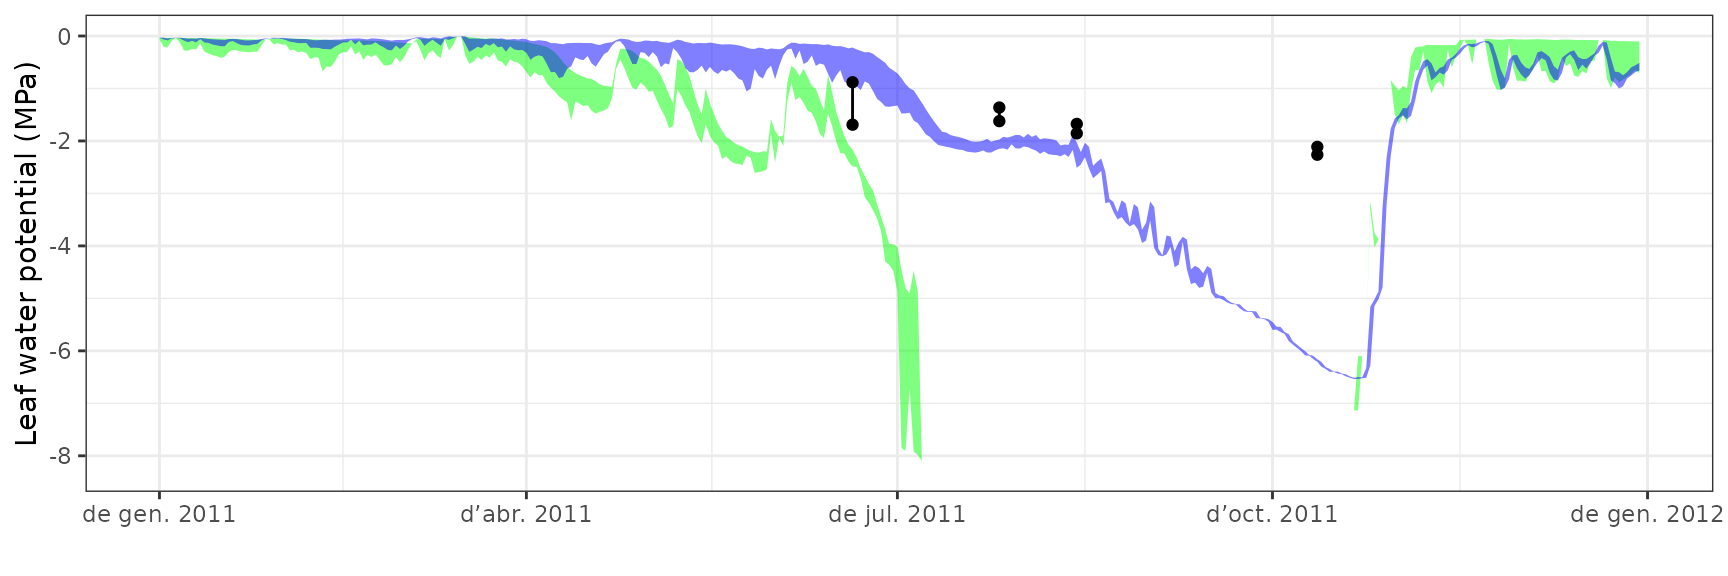 Leaf water potential (MPa)
0
-2
-4
-6
-8
de gen. 2011
d’abr. 2011
de jul. 2011
d’oct. 2011
de gen. 2012